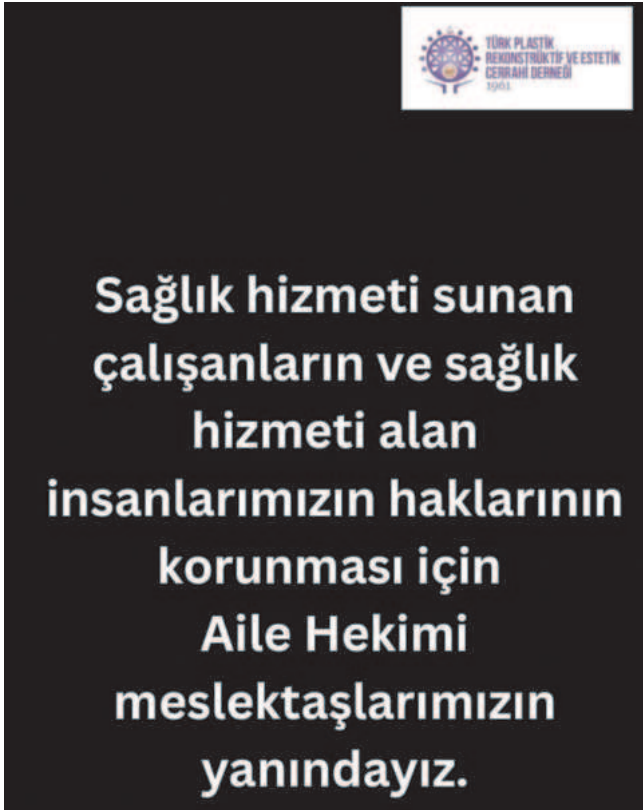 TÜRK PLASTİK
REKONSTRÜKTİF VE ESTETİK
CERRAHİ DERNEĞİ
1961
Sağlık hizmeti sunan
çalışanların ve sağlık
hizmeti alan
insanlarımızın haklarının
korunması için
Aile Hekimi
meslektaşlarımızın
yanındayız.